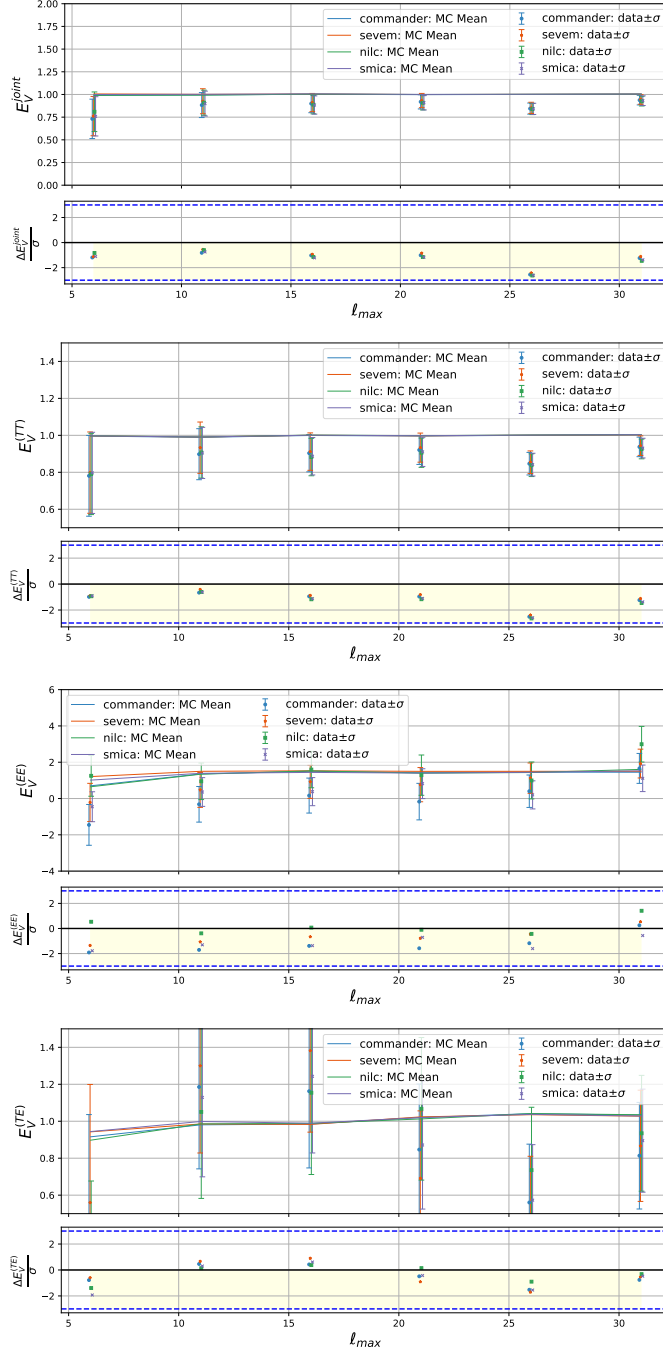 2.00
1.75
1.50
1.25
1.00
0.75
0.50
0.25
0.00
E_V^{joint}
commander: MC Mean
sevem: MC Mean
nilc: MC Mean
smica: MC Mean
commander: data±σ
sevem: data±σ
nilc: data±σ
smica: data±σ
2
0
−2
ΔE_V^{joint}/σ
5 10 15 20 25 30
ℓ_max
1.4
1.2
1.0
0.8
0.6
E_V^{(TT)}
commander: MC Mean
sevem: MC Mean
nilc: MC Mean
smica: MC Mean
commander: data±σ
sevem: data±σ
nilc: data±σ
smica: data±σ
2
0
−2
ΔE_V^{(TT)}/σ
5 10 15 20 25 30
ℓ_max
6
4
2
0
−2
−4
E_V^{(EE)}
commander: MC Mean
sevem: MC Mean
nilc: MC Mean
smica: MC Mean
commander: data±σ
sevem: data±σ
nilc: data±σ
smica: data±σ
2
0
−2
ΔE_V^{(EE)}/σ
5 10 15 20 25 30
ℓ_max
1.4
1.2
1.0
0.8
0.6
E_V^{(TE)}
commander: MC Mean
sevem: MC Mean
nilc: MC Mean
smica: MC Mean
commander: data±σ
sevem: data±σ
nilc: data±σ
smica: data±σ
2
0
−2
ΔE_V^{(TE)}/σ
5 10 15 20 25 30
ℓ_max